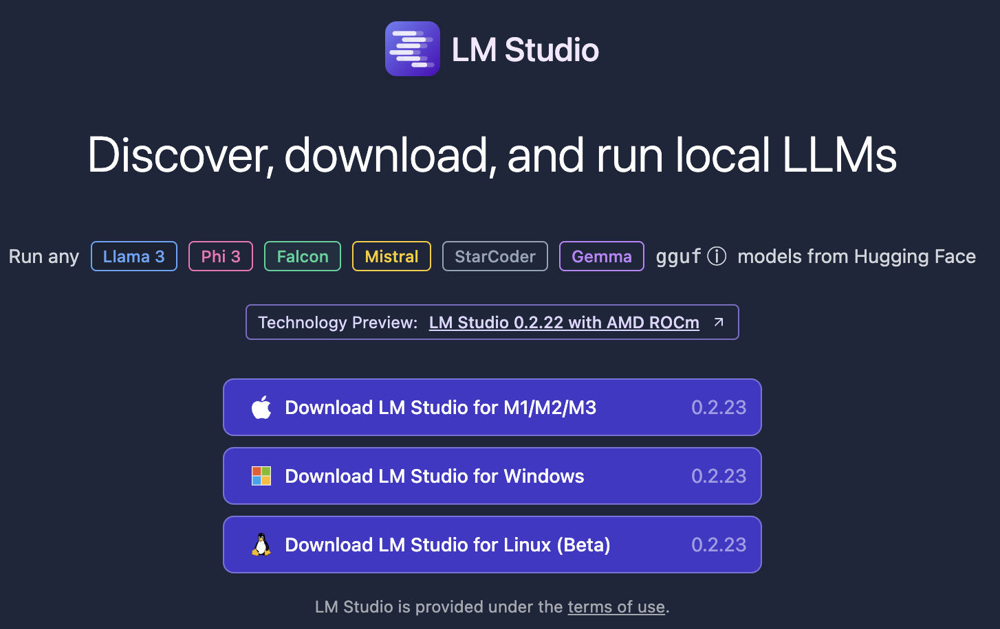 LM Studio
Discover, download, and run local LLMs
Run any Llama 3 Phi 3 Falcon Mistral StarCoder Gemma gguf ⓘ models from Hugging Face
Technology Preview: LM Studio 0.2.22 with AMD ROCm ↗
Download LM Studio for M1/M2/M3 0.2.23
Download LM Studio for Windows 0.2.23
Download LM Studio for Linux (Beta) 0.2.23
LM Studio is provided under the terms of use.